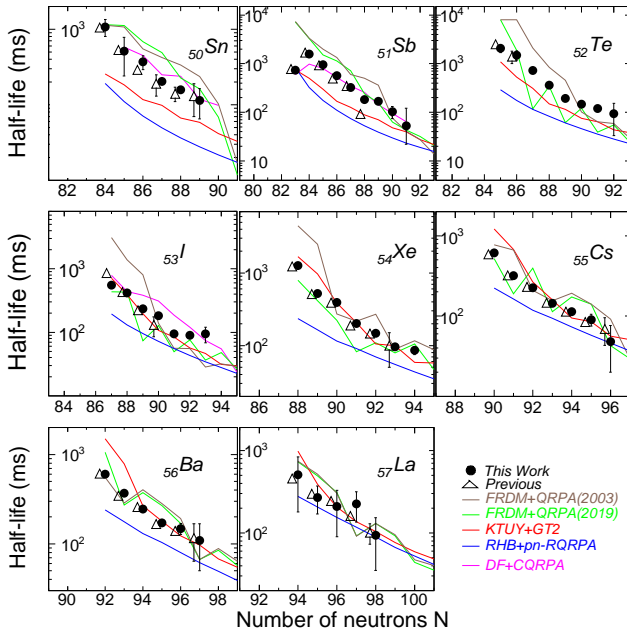 Half-life (ms)
10³
10²
50Sn
82 84 86 88 90
10⁴
10³
10²
10
51Sb
82 84 86 88 90 92
10⁴
10³
10²
10
52Te
82 84 86 88 90 92
Half-life (ms)
10³
10²
53I
84 86 88 90 92 94
10³
10²
54Xe
86 88 90 92 94
10³
10²
55Cs
88 90 92 94 96
Half-life (ms)
10³
10²
56Ba
90 92 94 96 98
10³
10²
57La
92 94 96 98 100
This Work
Previous
FRDM+QRPA(2003)
FRDM+QRPA(2019)
KTUY+GT2
RHB+pn-RQRPA
DF+CQRPA
Number of neutrons N